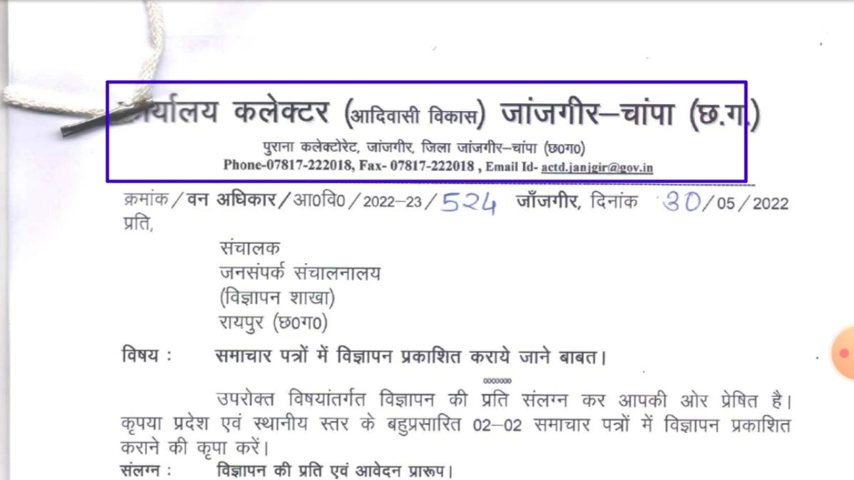 कार्यालय कलेक्टर (आदिवासी विकास) जांजगीर–चांपा (छ.ग.)
पुराना कलेक्टोरेट, जांजगीर, जिला जांजगीर–चांपा (छ0ग0)
Phone-07817-222018, Fax- 07817-222018 , Email Id- actd.janjgir@gov.in
क्रमांक/वन अधिकार/आ0वि0/2022–23/524 जाँजगीर, दिनांक 30/05/2022
प्रति,
संचालक
जनसंपर्क संचालनालय
(विज्ञापन शाखा)
रायपुर (छ0ग0)
विषय : समाचार पत्रों में विज्ञापन प्रकाशित कराये जाने बाबत।
उपरोक्त विषयांतर्गत विज्ञापन की प्रति संलग्न कर आपकी ओर प्रेषित है।
कृपया प्रदेश एवं स्थानीय स्तर के बहुप्रसारित 02–02 समाचार पत्रों में विज्ञापन प्रकाशित
कराने की कृपा करें।
संलग्न : विज्ञापन की प्रति एवं आवेदन प्रारूप।